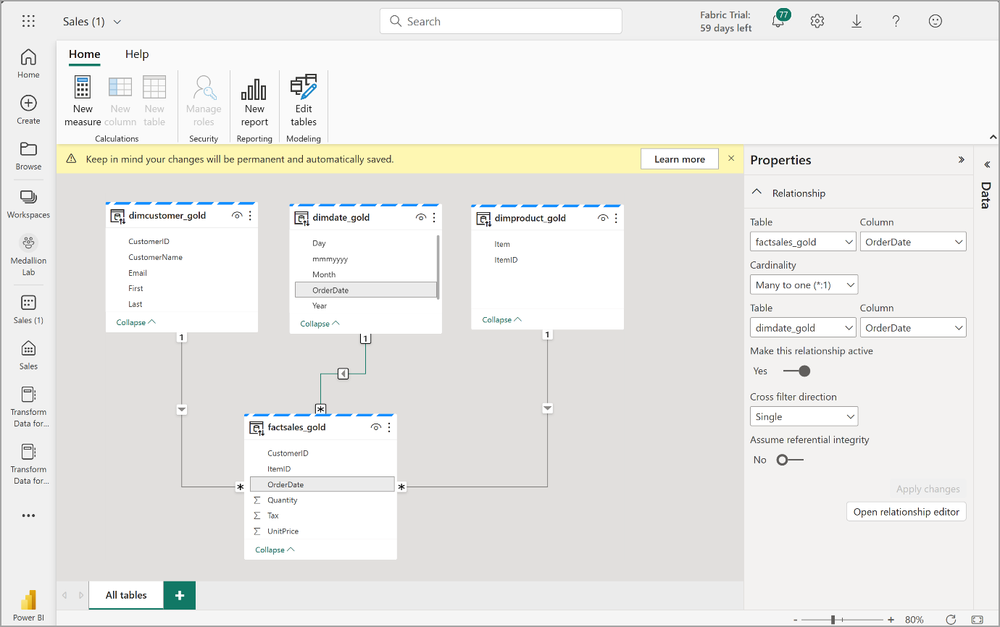 Sales (1)
Search
Fabric Trial:
59 days left
77
Home
Create
Browse
Workspaces
Medallion
Lab
Sales (1)
Sales
Transform
Data for...
Transform
Data for...
Power BI
Home
Help
New
measure
New
column
New
table
Calculations
Manage
roles
Security
New
report
Reporting
Edit
tables
Modeling
Keep in mind your changes will be permanent and automatically saved.
Learn more
dimcustomer_gold
CustomerID
CustomerName
Email
First
Last
Collapse
1
dimdate_gold
Day
mmmyyyy
Month
OrderDate
Year
Collapse
1
*
dimproduct_gold
Item
ItemID
Collapse
1
factsales_gold
CustomerID
ItemID
OrderDate
Quantity
Tax
UnitPrice
Collapse
*
*
Properties
Relationship
Table
Column
factsales_gold
OrderDate
Cardinality
Many to one (*:1)
Table
Column
dimdate_gold
OrderDate
Make this relationship active
Yes
Cross filter direction
Single
Assume referential integrity
No
Apply changes
Open relationship editor
Data
All tables
80%